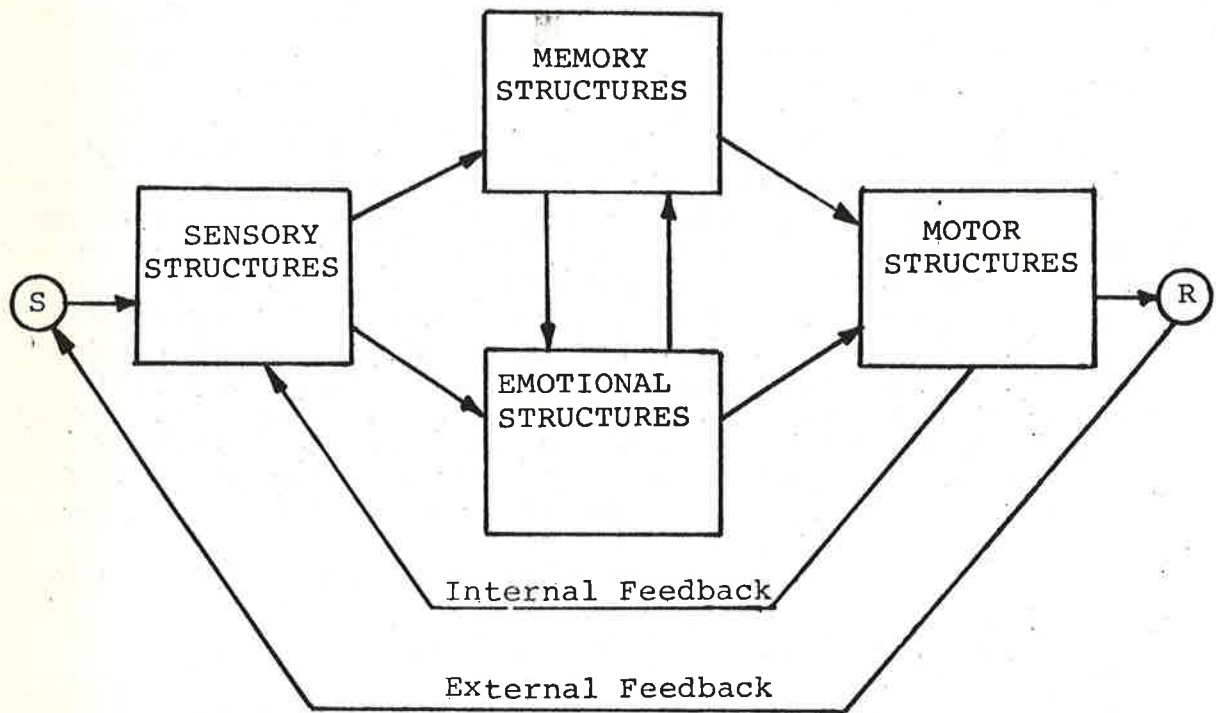 MEMORY
STRUCTURES
SENSORY
STRUCTURES
MOTOR
STRUCTURES
S
R
EMOTIONAL
STRUCTURES
Internal Feedback
External Feedback